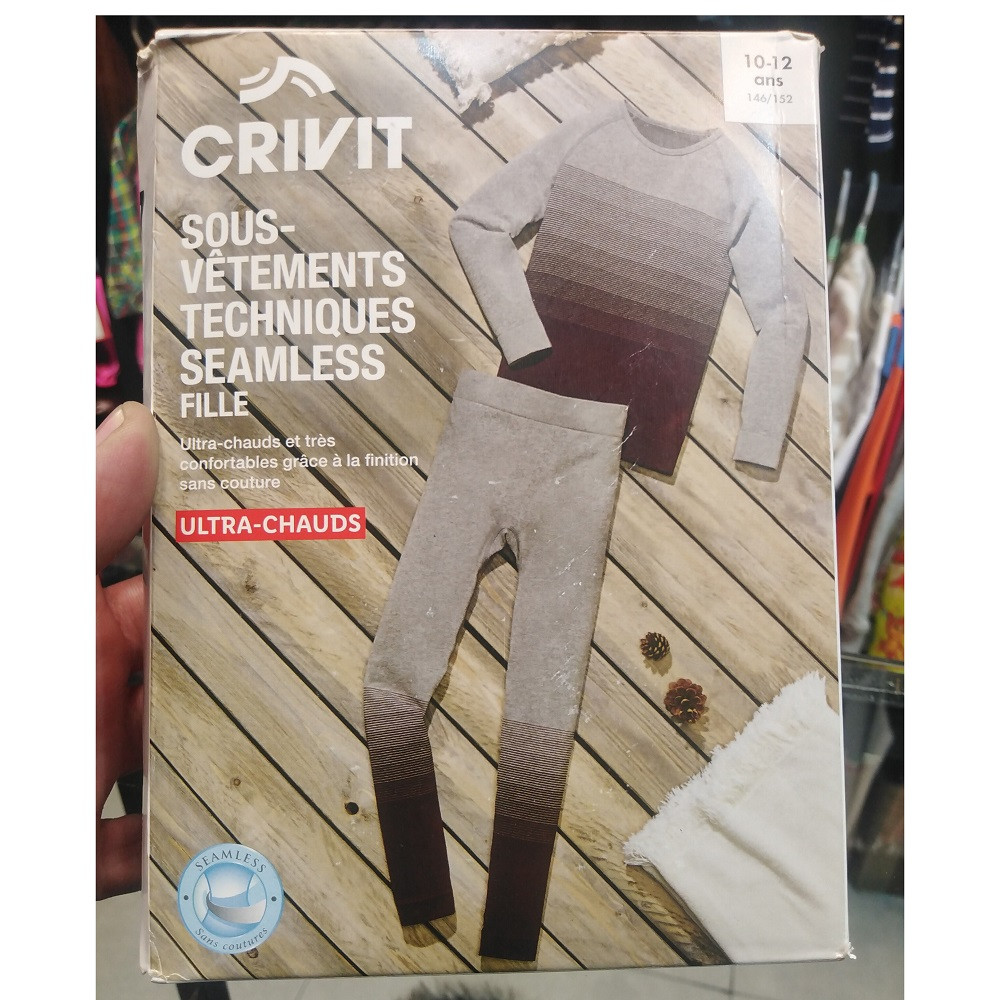 CRIVIT
10-12
ans
146/152
SOUS-
VÊTEMENTS
TECHNIQUES
SEAMLESS
FILLE
Ultra-chauds et très
confortables grâce à la finition
sans couture
ULTRA-CHAUDS
SEAMLESS
Sans coutures